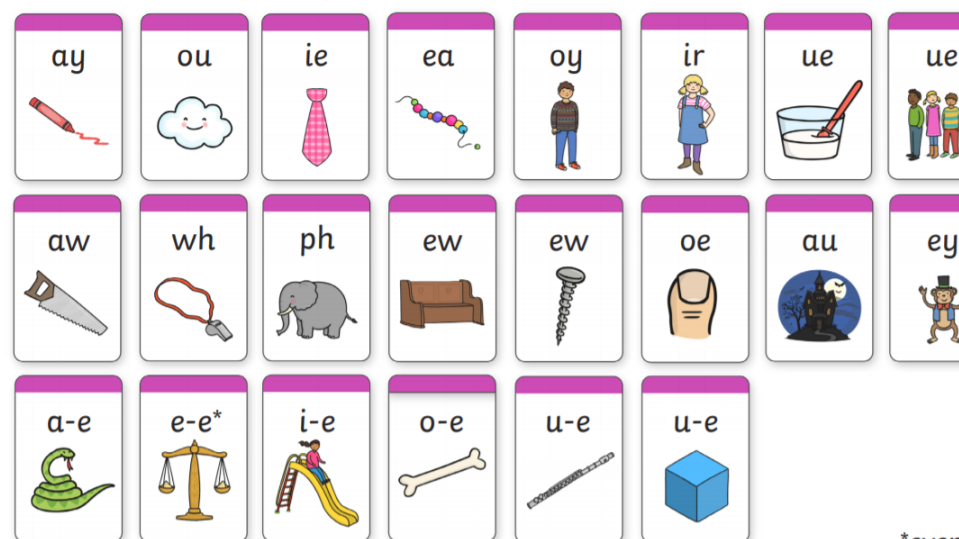 ay ou ie ea oy ir ue ue
aw wh ph ew ew oe au ey
a-e e-e* i-e o-e u-e u-e